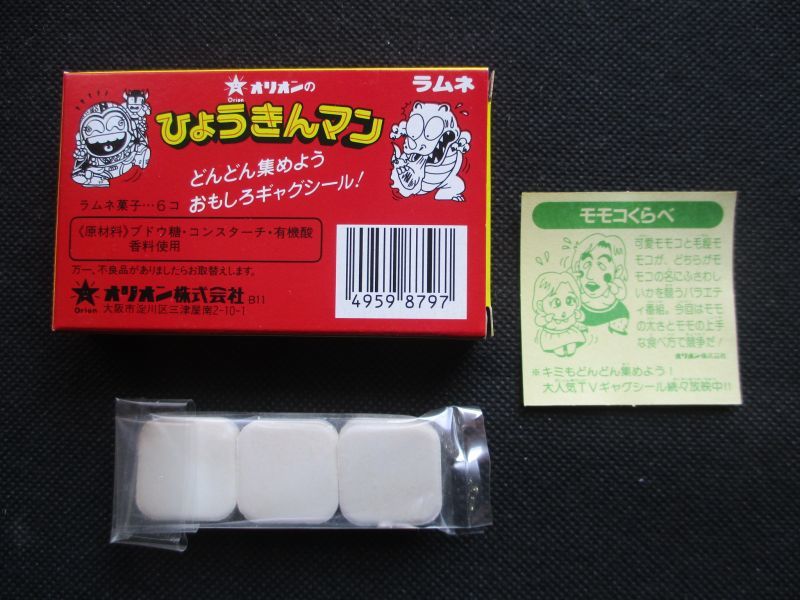 オリオンの
Orion
ラムネ
ひょうきんマン
どんどん集めよう
おもしろギャグシール!
ラムネ菓子…6コ
《原材料》ブドウ糖・コンスターチ・有機酸
香料使用
万一、不良品がありましたらお取替えします。
オリオン株式会社 B11
Orion
大阪市淀川区三津屋南2-10-1
4959 8797
モモコくらべ
可愛モモコと毛脛モ
モコが、どちらがモ
モコの名にふさわし
いかを競うバラエテ
ィ番組。今回はモモ
の太さとモモの上手
な食べ方で競争だ!
オリオン株式会社
※キミもどんどん集めよう!
大人気TVギャグシール続々放映中!!